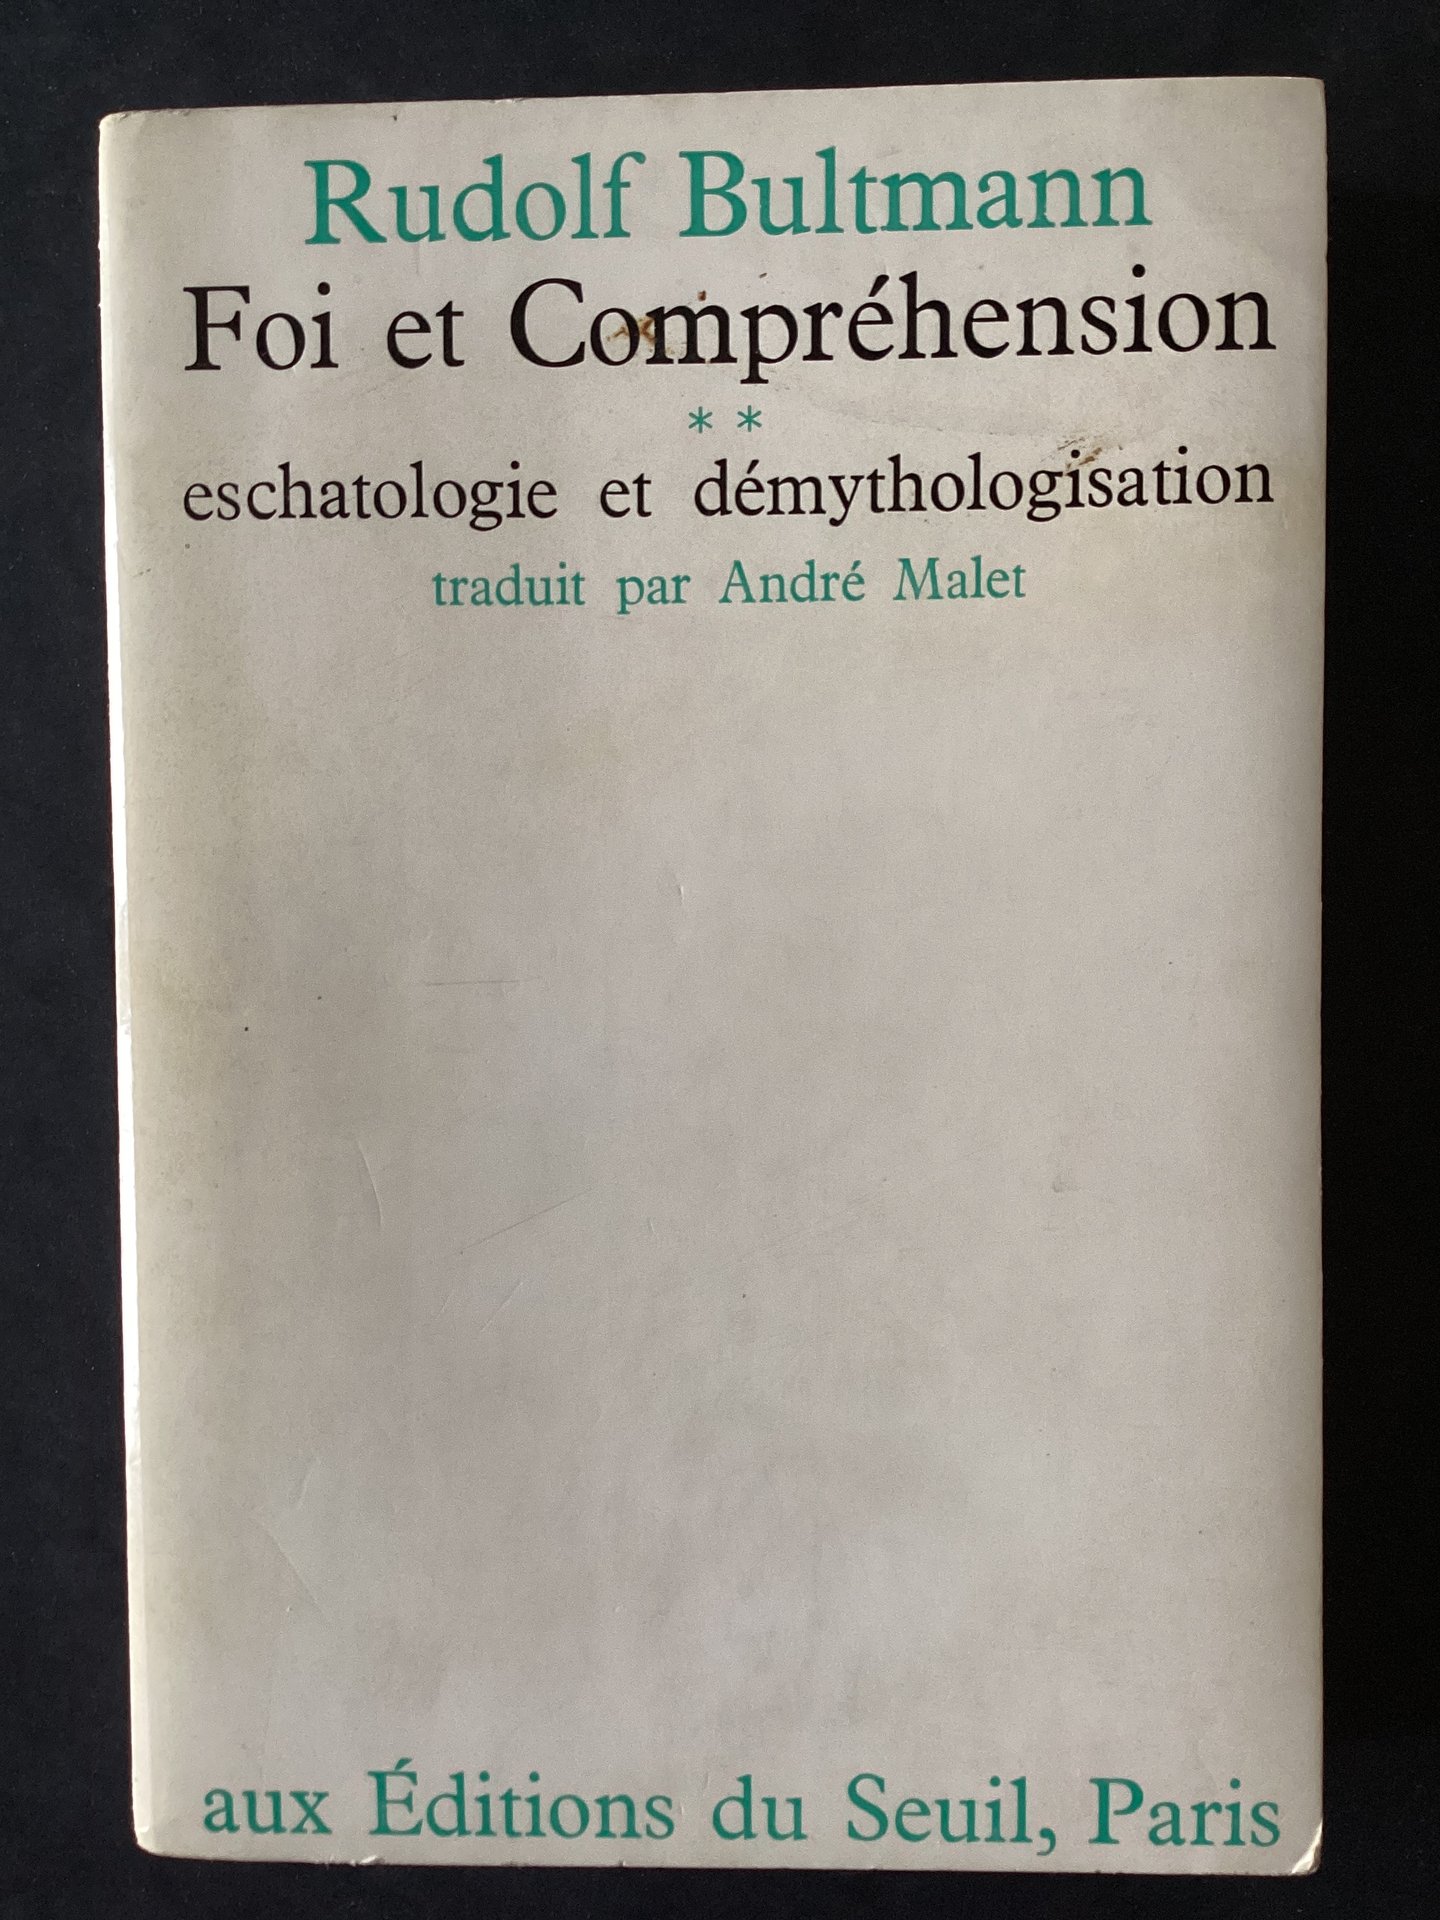 Rudolf Bultmann
Foi et Compréhension
* *
eschatologie et démythologisation
traduit par André Malet
aux Éditions du Seuil, Paris